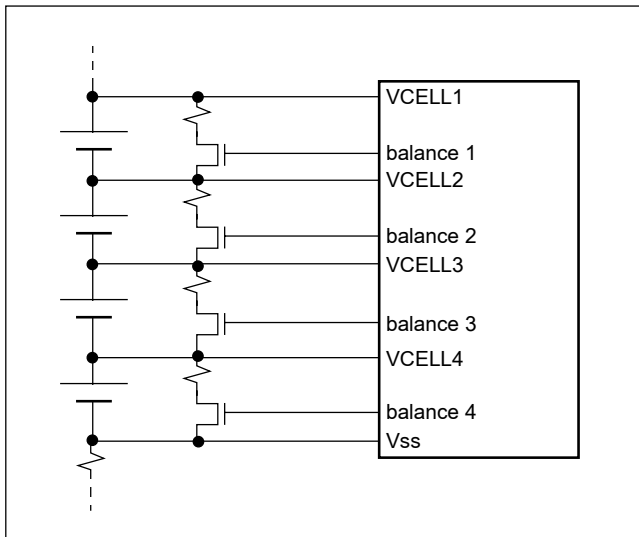 VCELL1
balance 1
VCELL2
balance 2
VCELL3
balance 3
VCELL4
balance 4
Vss